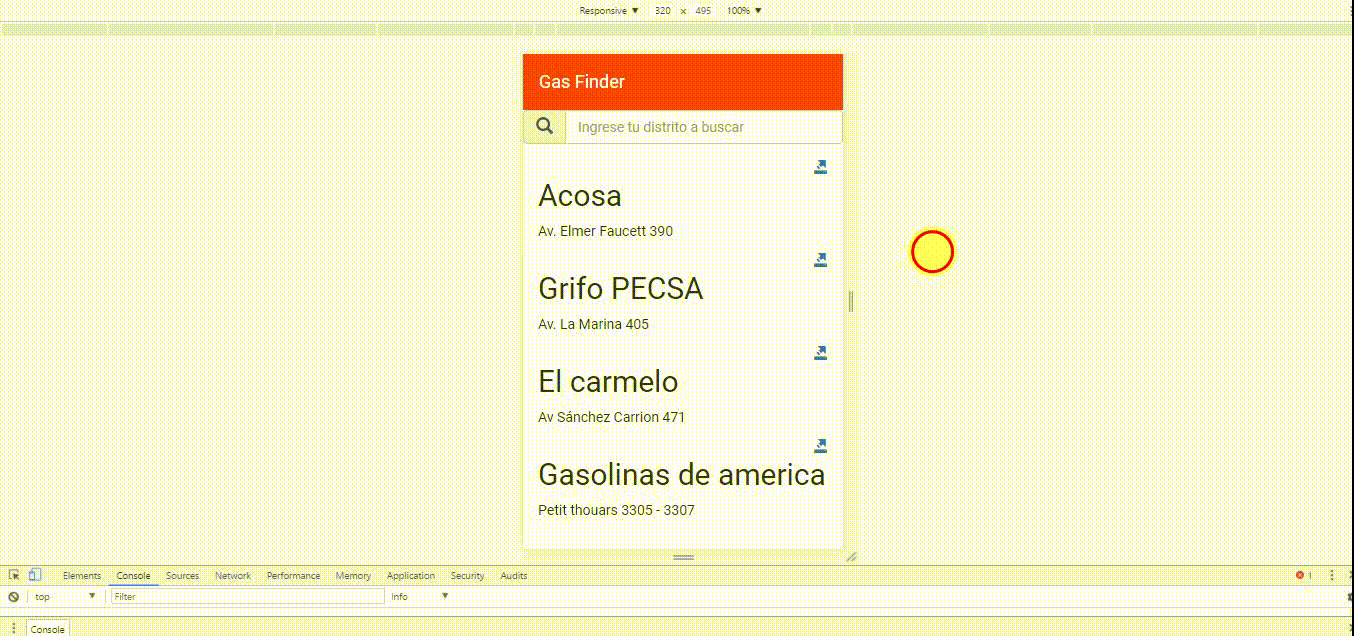 Responsive ▼ 320 × 495 100% ▼
Gas Finder
Ingrese tu distrito a buscar
Acosa
Av. Elmer Faucett 390
Grifo PECSA
Av. La Marina 405
El carmelo
Av Sánchez Carrion 471
Gasolinas de america
Petit thouars 3305 - 3307
Elements Console Sources Network Performance Memory Application Security Audits 1
top ▼ Filter Info ▼
Console